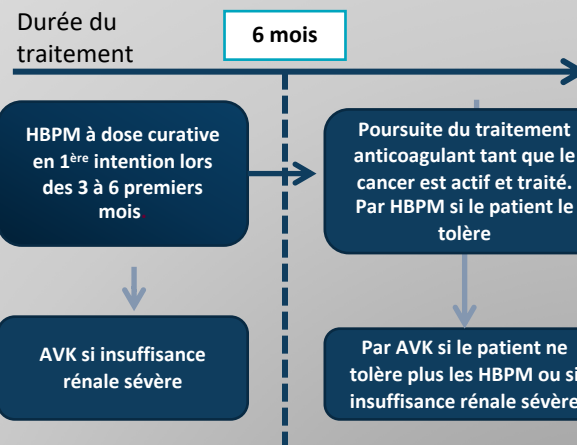 Durée du
traitement
6 mois
HBPM à dose curative
en 1ère intention lors
des 3 à 6 premiers
mois.
Poursuite du traitement
anticoagulant tant que le
cancer est actif et traité.
Par HBPM si le patient le
tolère
AVK si insuffisance
rénale sévère
Par AVK si le patient ne
tolère plus les HBPM ou si
insuffisance rénale sévère